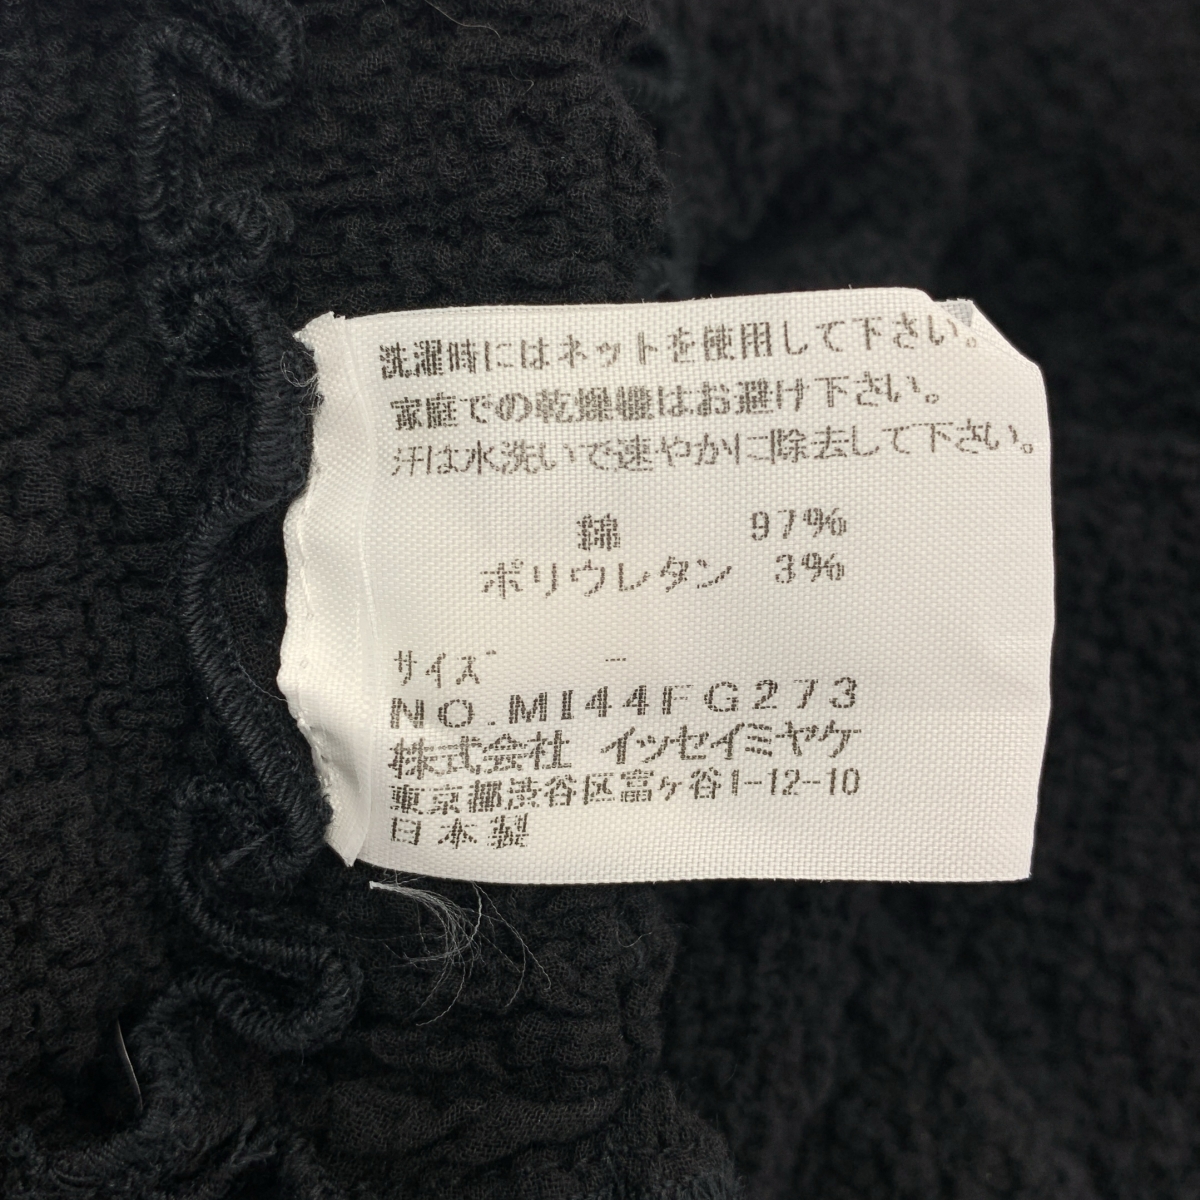 洗濯時にはネットを使用して下さい。
家庭での乾燥機はお避け下さい。
汗は水洗いで速やかに除去して下さい。
綿 97%
ポリウレタン 3%
サイズ --
NO.MI44FG273
株式会社 イッセイミヤケ
東京都渋谷区富ヶ谷1-12-10
日本製